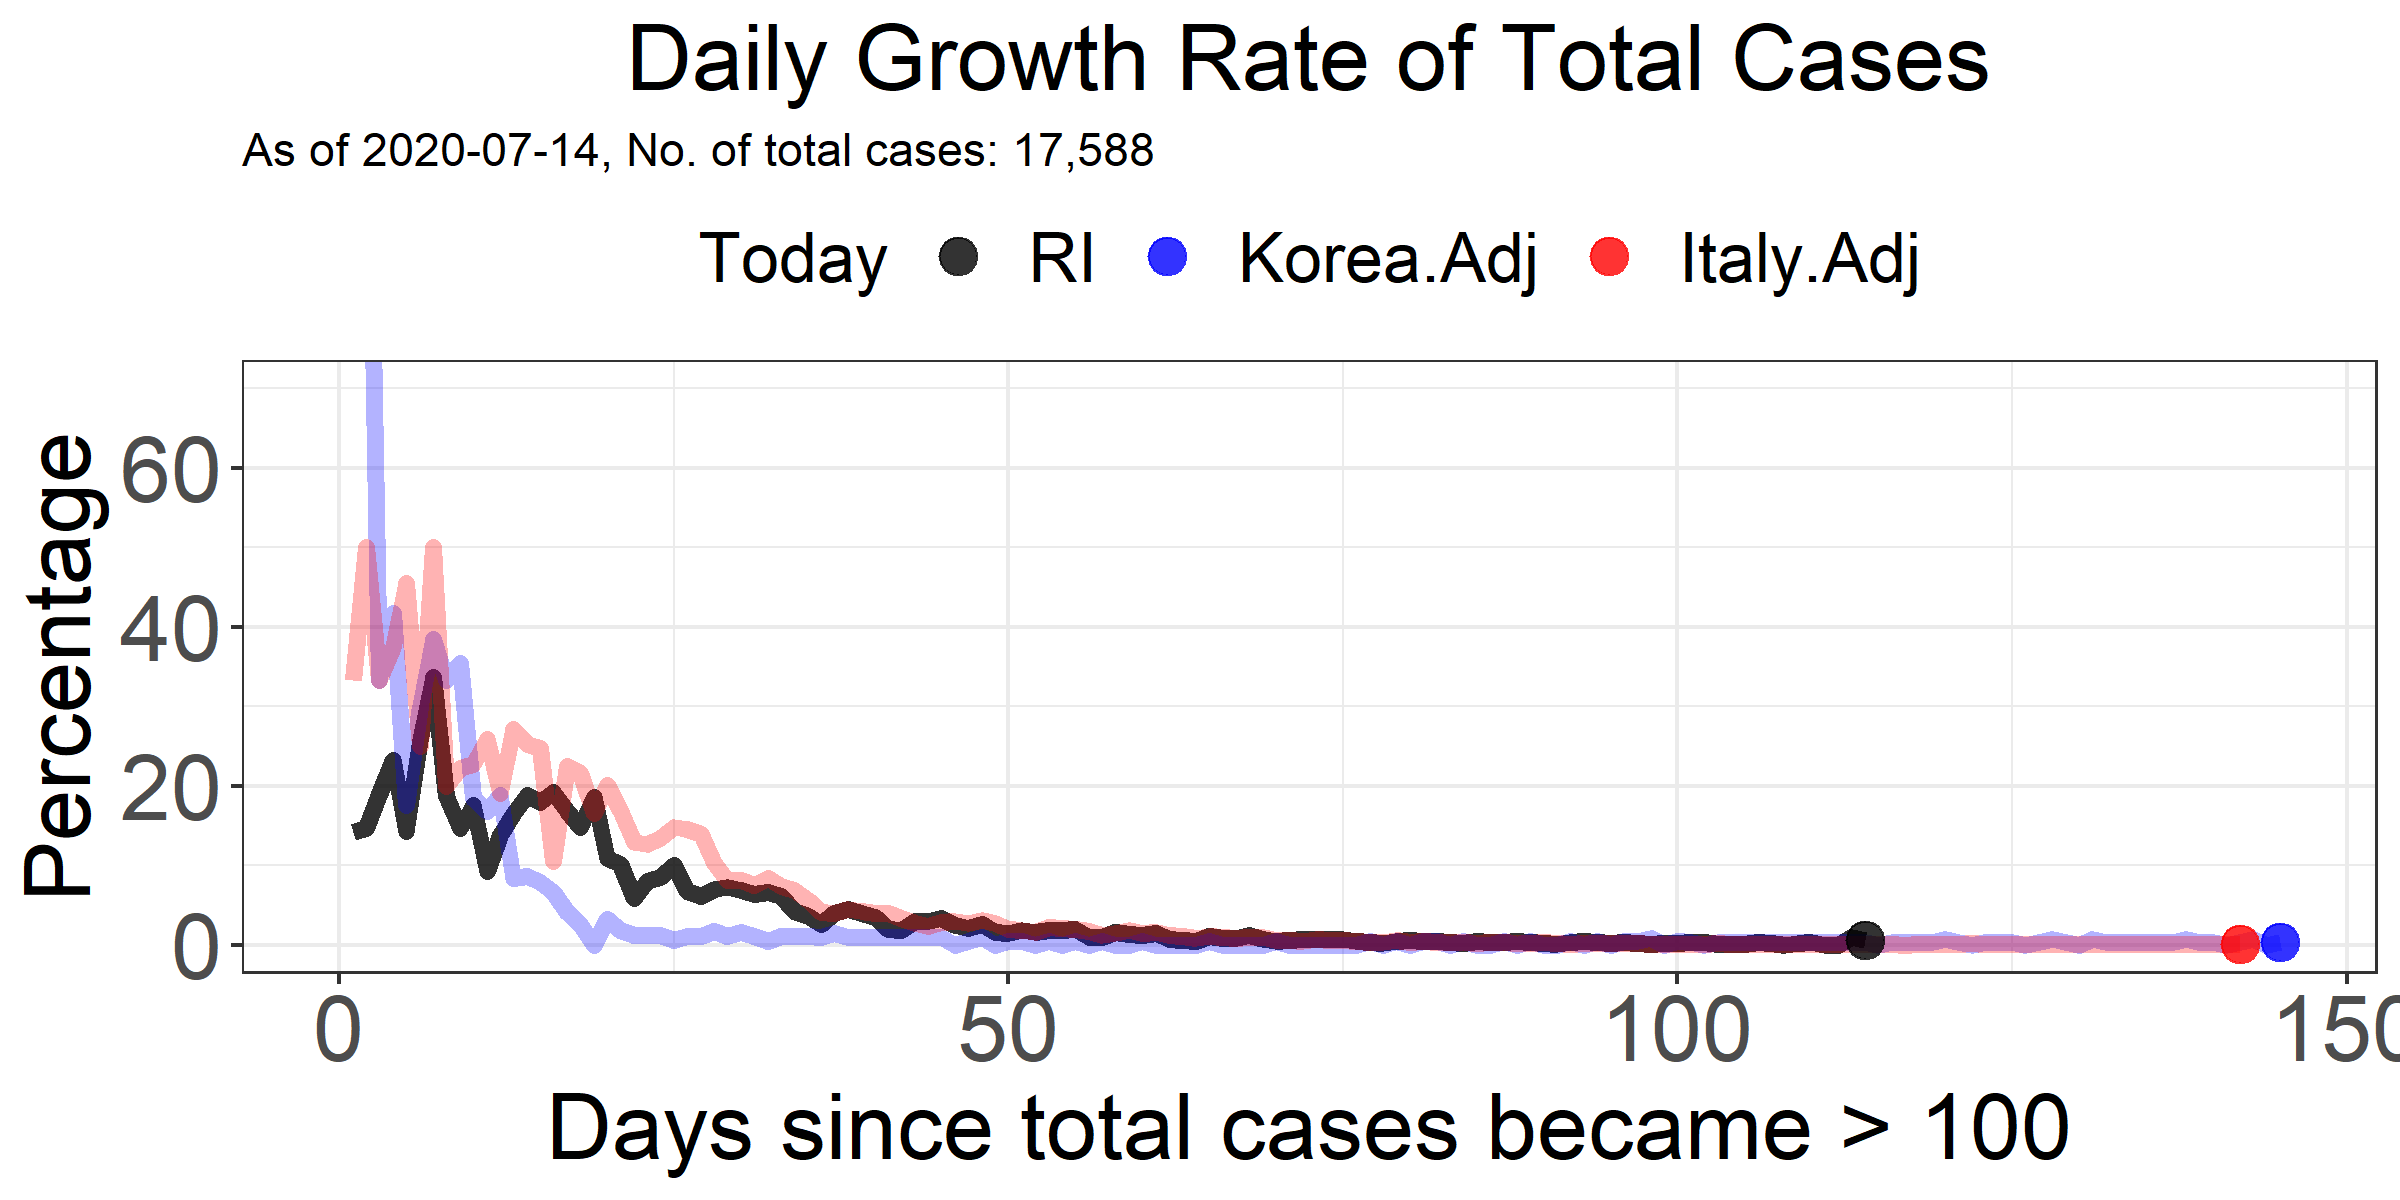 Daily Growth Rate of Total Cases
As of 2020-07-14, No. of total cases: 17,588
Today RI Korea.Adj Italy.Adj
Percentage
60
40
20
0
0 50 100 150
Days since total cases became > 100